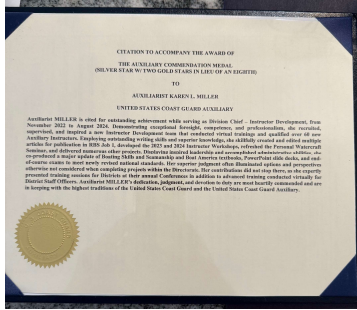 CITATION TO ACCOMPANY THE AWARD OF
THE AUXILIARY COMMENDATION MEDAL
(SILVER STAR W/ TWO GOLD STARS IN LIEU OF AN EIGHTH)
TO
AUXILIARIST KAREN L. MILLER
UNITED STATES COAST GUARD AUXILIARY
Auxiliarist MILLER is cited for outstanding achievement while serving as Division Chief - Instructor Development, from
November 2022 to August 2024. Demonstrating exceptional foresight, competence, and professionalism, she recruited,
supervised, and inspired a new Instructor Development team that conducted virtual trainings and qualified over 60 new
Auxiliary Instructors. Employing outstanding writing skills and superior knowledge, she skillfully created and edited multiple
articles for publication in RBS Job 1, developed the 2023 and 2024 Instructor Workshops, refreshed the Personal Watercraft
Seminar, and delivered numerous other projects. Displaying inspired leadership and accomplished administrative abilities, she
co-produced a major update of Boating Skills and Seamanship and Boat America textbooks, PowerPoint slide decks, and end-
of-course exams to meet newly revised national standards. Her superior judgment often illuminated options and perspectives
otherwise not considered when completing projects within the Directorate. Her contributions did not stop there, as she expertly
presented training sessions for Districts at their annual Conferences in addition to advanced training conducted virtually for
District Staff Officers. Auxiliarist MILLER's dedication, judgment, and devotion to duty are most heartily commended and are
in keeping with the highest traditions of the United States Coast Guard and the United States Coast Guard Auxiliary.